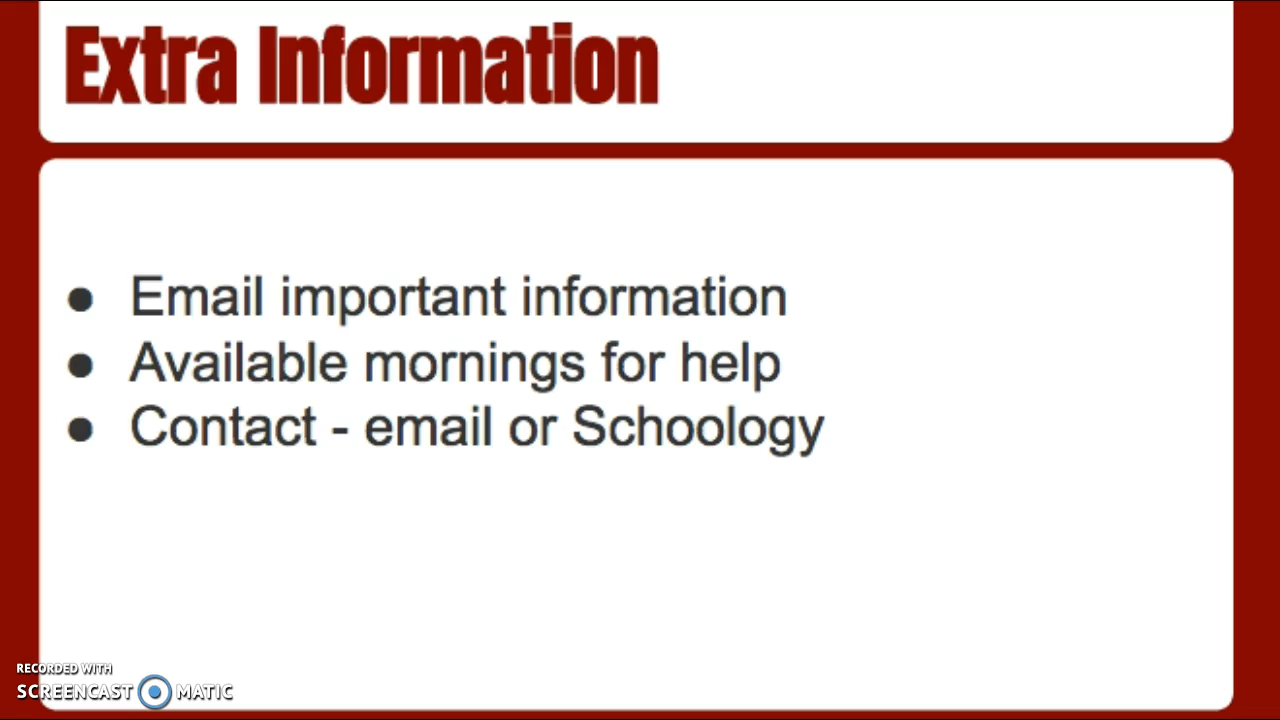 Extra Information
● Email important information
● Available mornings for help
● Contact - email or Schoology
RECORDED WITH
SCREENCAST MATIC